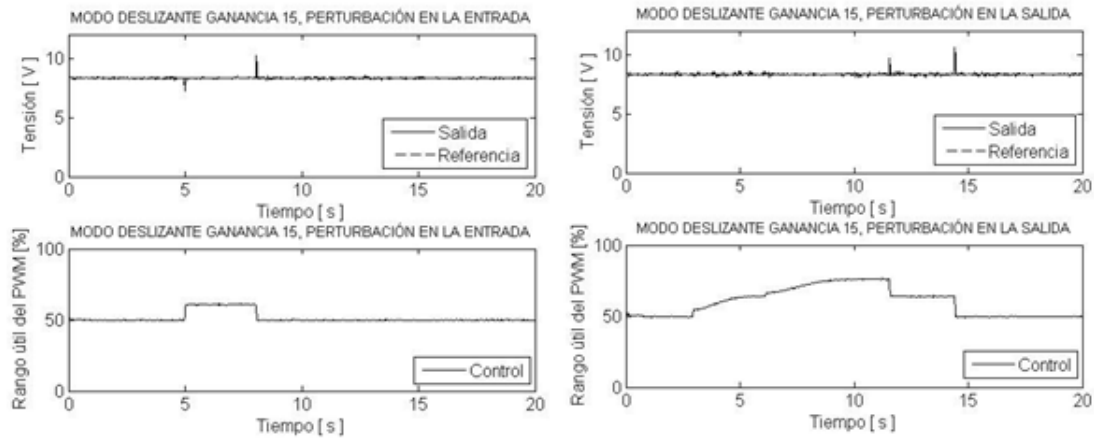 MODO DESLIZANTE GANANCIA 15, PERTURBACIÓN EN LA ENTRADA
Tensión [ V ]
10
5
0
Salida
Referencia
0 5 10 15 20
Tiempo [ s ]
MODO DESLIZANTE GANANCIA 15, PERTURBACIÓN EN LA SALIDA
Tensión [ V ]
10
5
0
Salida
Referencia
0 5 10 15 20
Tiempo [ s ]
MODO DESLIZANTE GANANCIA 15, PERTURBACIÓN EN LA ENTRADA
Rango útil del PWM [%]
100
50
0
Control
0 5 10 15 20
Tiempo [ s ]
MODO DESLIZANTE GANANCIA 15, PERTURBACIÓN EN LA SALIDA
Rango útil del PWM [%]
100
50
0
Control
0 5 10 15 20
Tiempo [ s ]